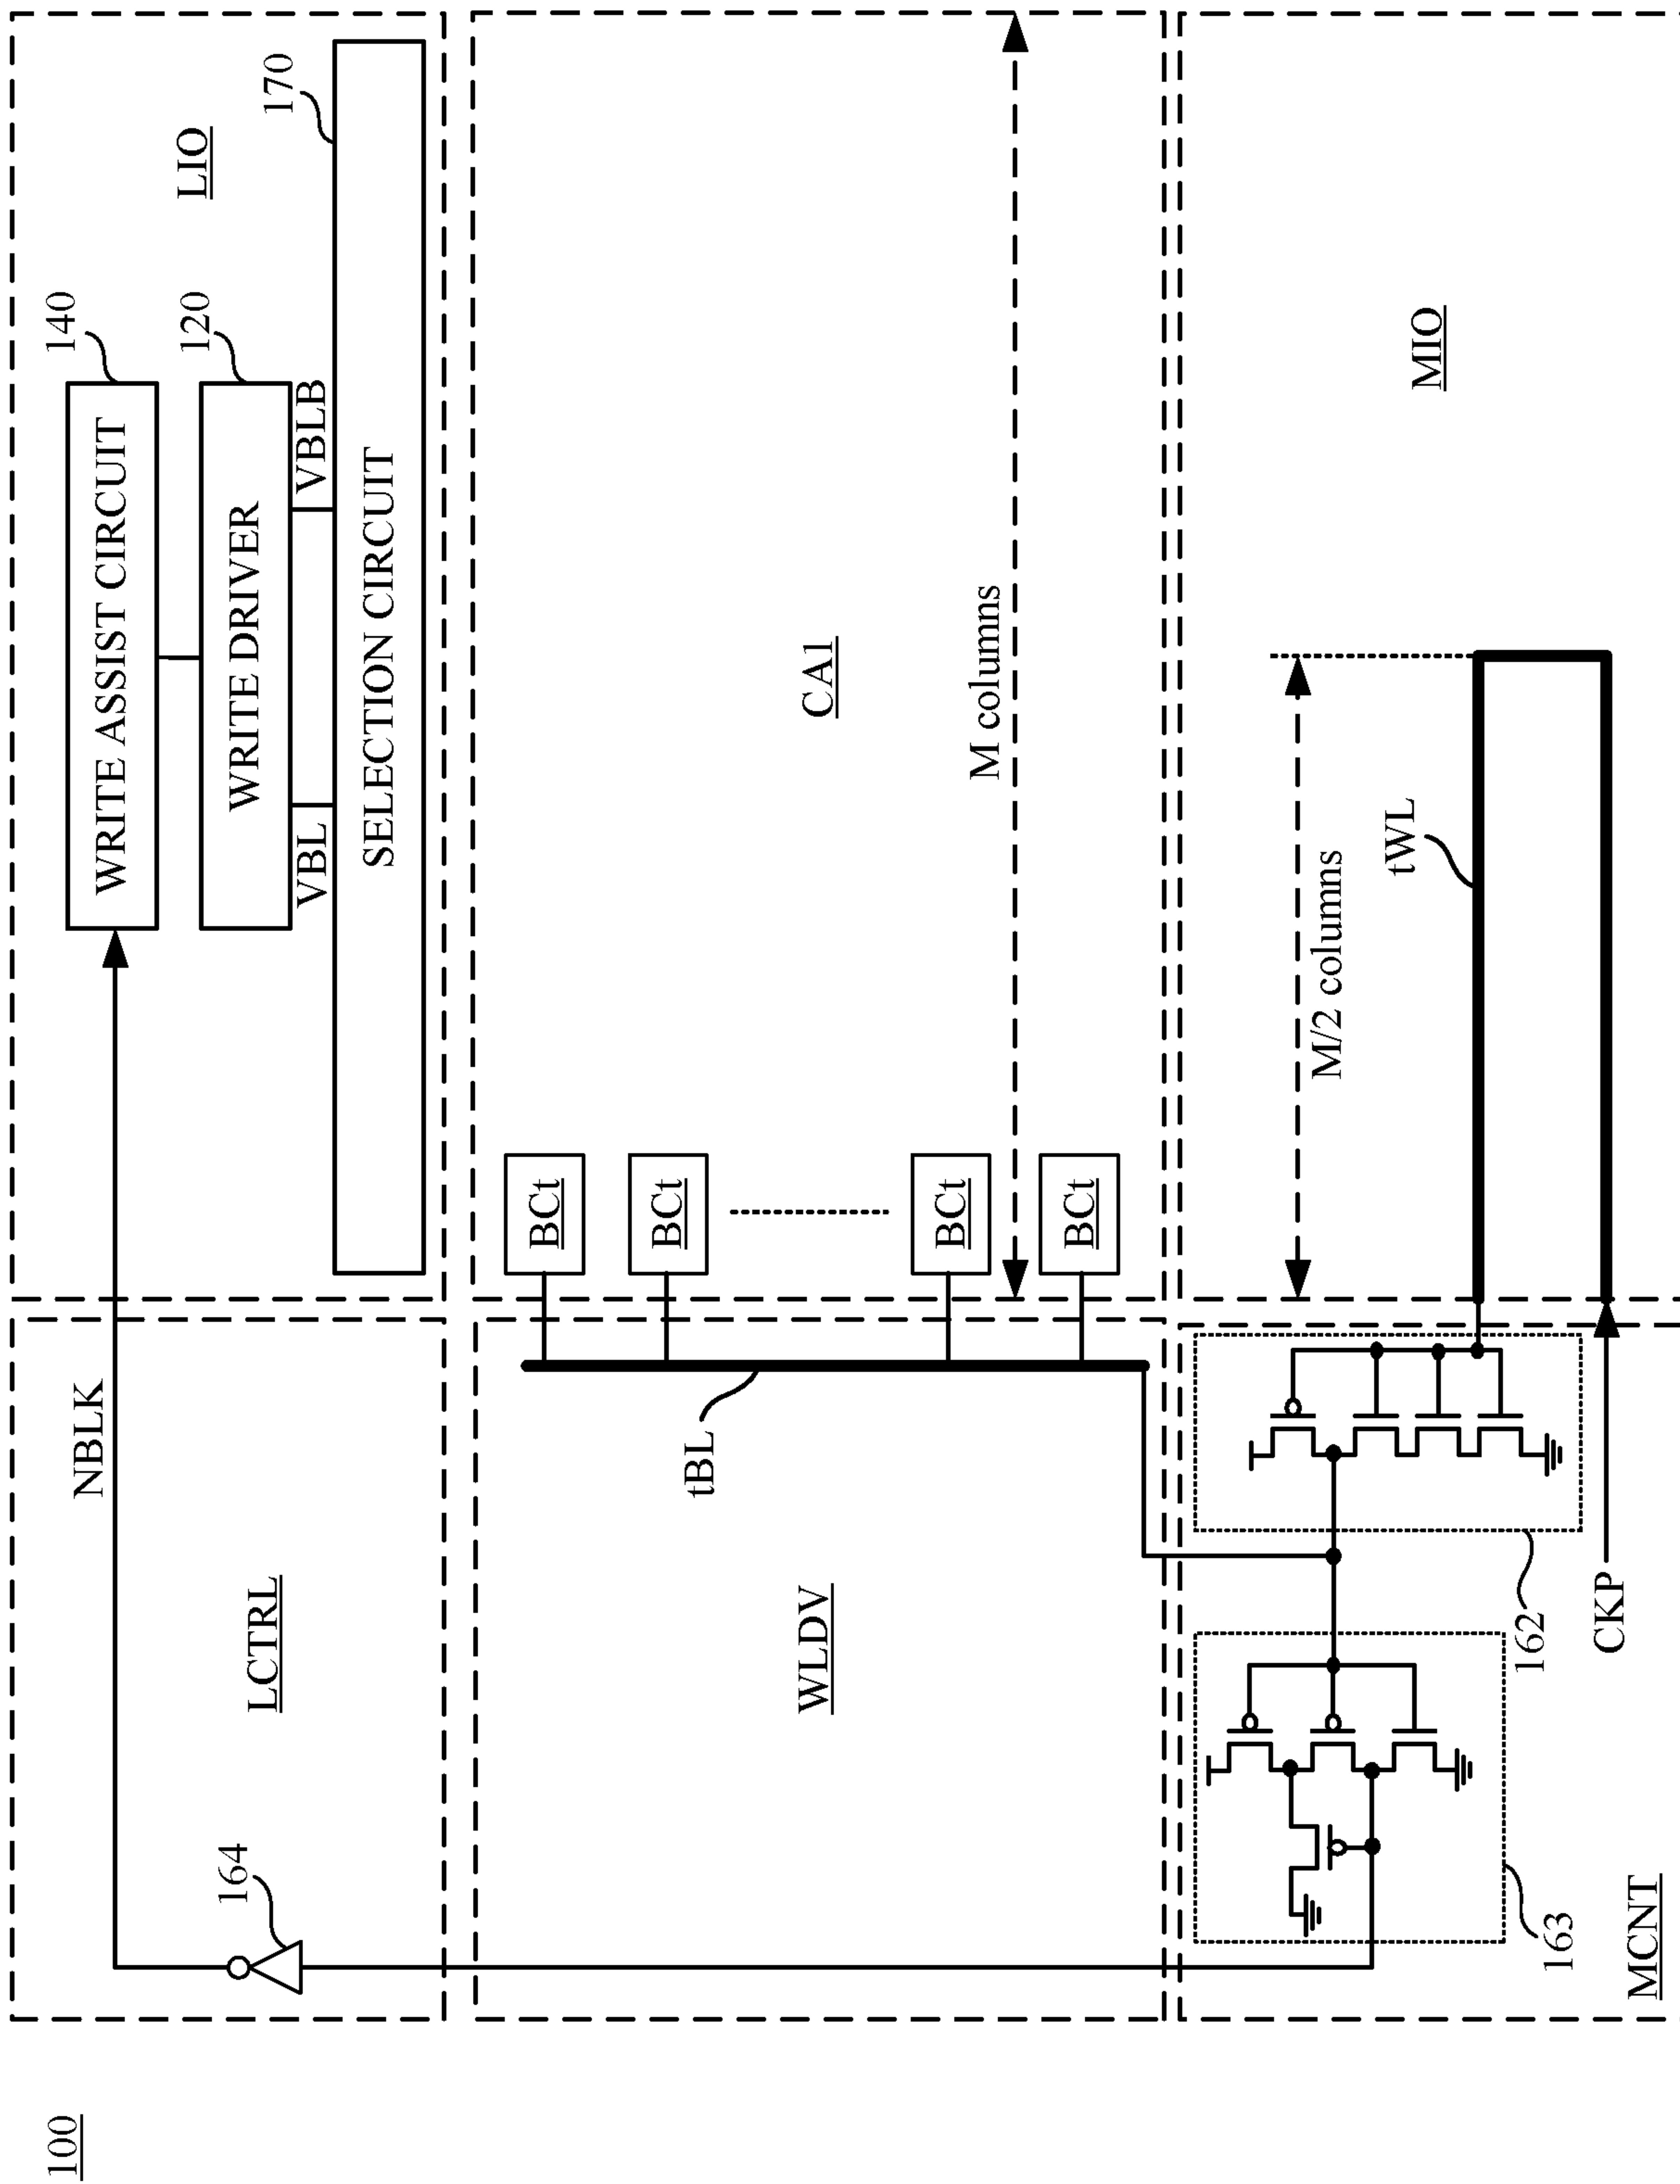 100
NBLK
164
LCTRL
140
WRITE ASSIST CIRCUIT
120
WRITE DRIVER
LIO
VBL
VBLB
170
SELECTION CIRCUIT
tBL
WLDV
BCt
BCt
BCt
BCt
CA1
M columns
163
162
MCNT
CKP
M/2 columns
tWL
MIO